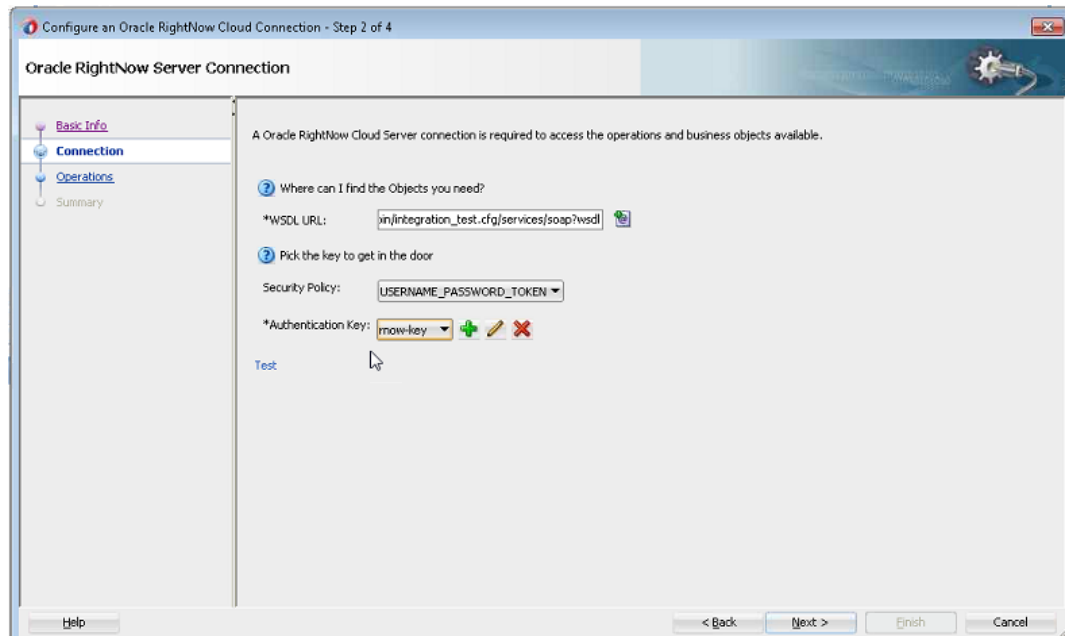 Configure an Oracle RightNow Cloud Connection - Step 2 of 4
Oracle RightNow Server Connection
Basic Info
Connection
Operations
Summary
A Oracle RightNow Cloud Server connection is required to access the operations and business objects available.
Where can I find the Objects you need?
*WSDL URL: in/integration_test.cfg/services/soap?wsdl
Pick the key to get in the door
Security Policy: USERNAME_PASSWORD_TOKEN
*Authentication Key: rnow-key
Test
Help
< Back Next > Finish Cancel